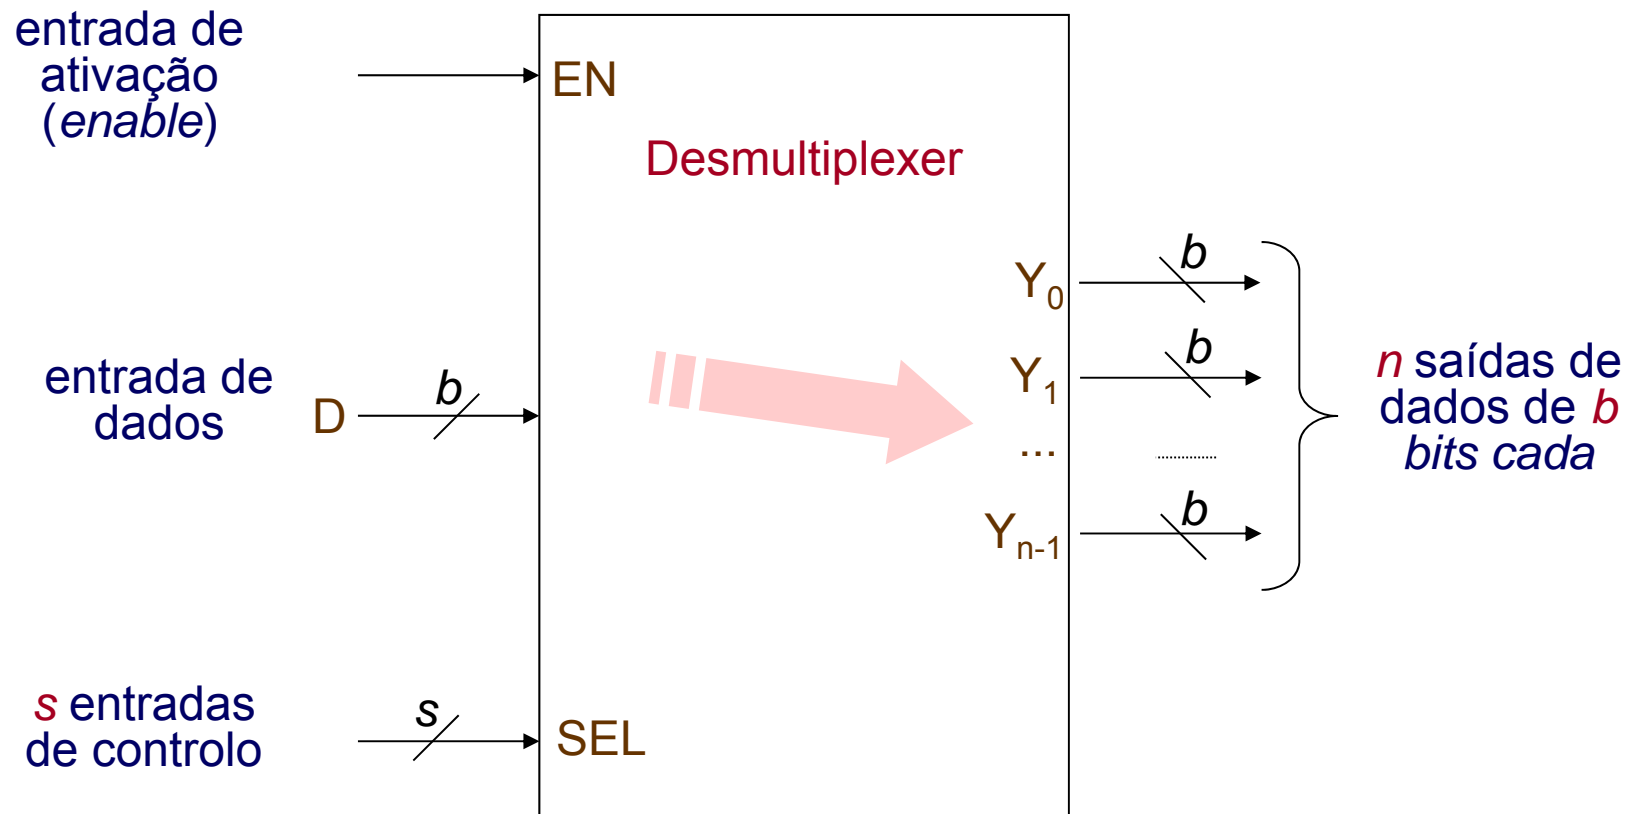 entrada de
ativação
(enable)
EN
Desmultiplexer
entrada de
dados
D
b
s entradas
de controlo
s
SEL
Y0
b
Y1
b
...
Yn-1
b
n saídas de
dados de b
bits cada